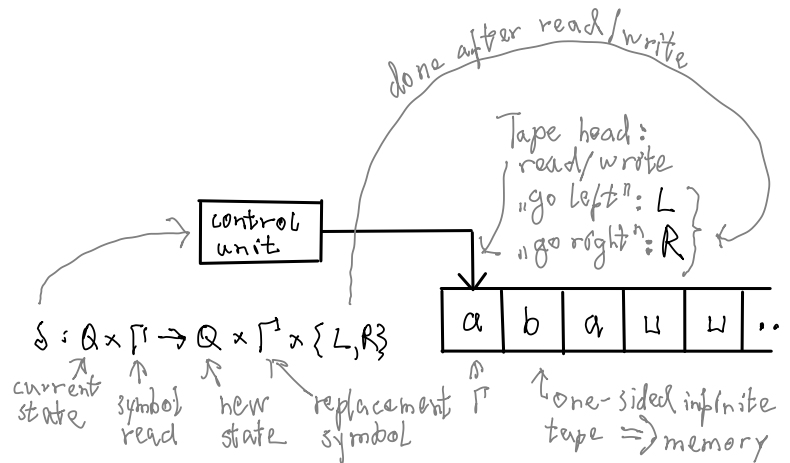 done after read/write
Tape head:
read/write
„go left": L
„go right": R
control
unit
δ : Q × Γ → Q × Γ × {L,R}
a b a ⊔ ⊔ ..
current
state
symbol
read
new
state
replacement
symbol
Γ
one-sided infinite
tape ⇒ memory